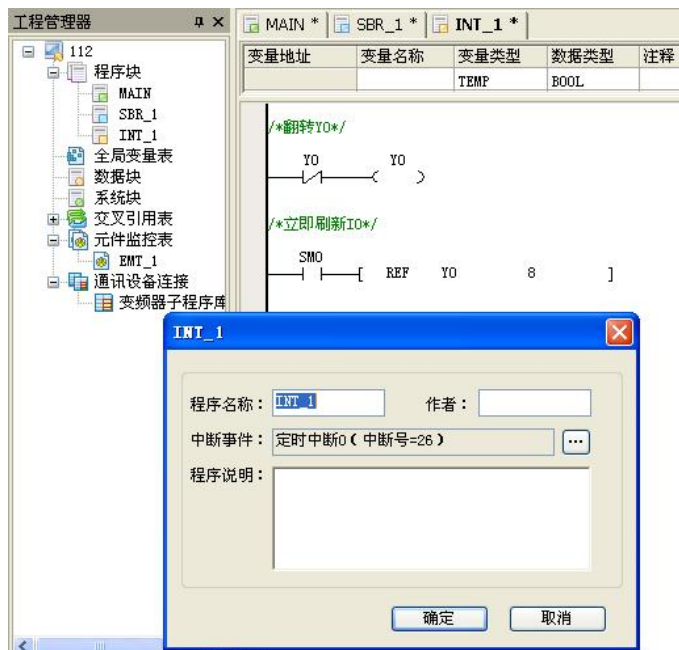 工程管理器
MAIN * SBR_1 * INT_1 *
变量地址 变量名称 变量类型 数据类型 注释
TEMP BOOL
112
程序块
MAIN
SBR_1
INT_1
全局变量表
数据块
系统块
交叉引用表
元件监控表
EMT_1
通讯设备连接
变频器子程序库
/*翻转Y0*/
Y0 Y0
/*立即刷新IO*/
SM0
[ REF Y0 8 ]
INT_1
程序名称： INT_1 作者：
中断事件： 定时中断0（中断号=26） ...
程序说明：
确定 取消